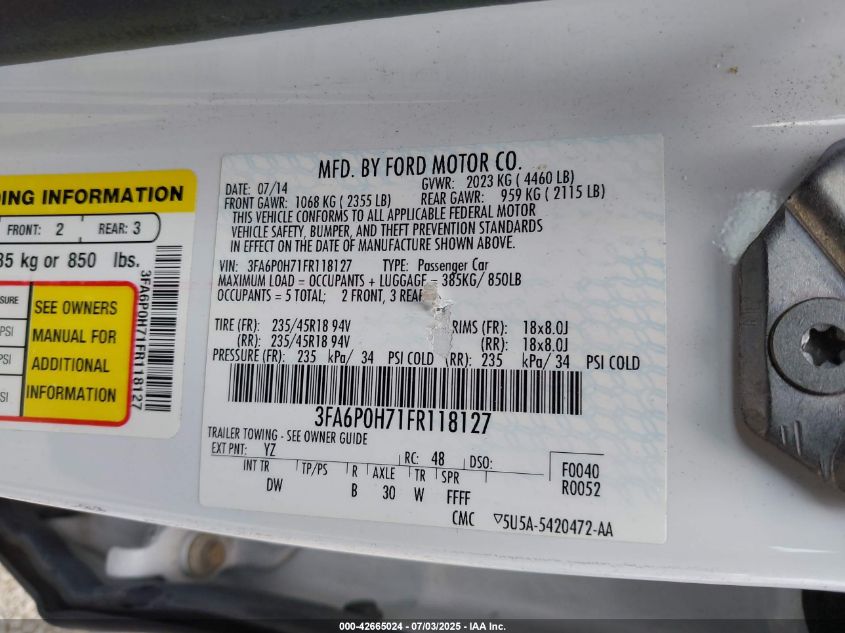 DING INFORMATION
FRONT: 2 REAR: 3
85 kg or 850 lbs.
SURE
PSI
PSI
SI
SEE OWNERS
MANUAL FOR
ADDITIONAL
INFORMATION
3FA6P0H71FR118127
MFD. BY FORD MOTOR CO.
DATE: 07/14 GVWR: 2023 KG ( 4460 LB)
FRONT GAWR: 1068 KG ( 2355 LB) REAR GAWR: 959 KG ( 2115 LB)
THIS VEHICLE CONFORMS TO ALL APPLICABLE FEDERAL MOTOR
VEHICLE SAFETY, BUMPER, AND THEFT PREVENTION STANDARDS
IN EFFECT ON THE DATE OF MANUFACTURE SHOWN ABOVE.
VIN: 3FA6P0H71FR118127 TYPE: Passenger Car
MAXIMUM LOAD = OCCUPANTS + LUGGAGE = 385KG/ 850LB
OCCUPANTS = 5 TOTAL; 2 FRONT, 3 REAR
TIRE (FR): 235/45R18 94V RIMS (FR): 18x8.0J
(RR): 235/45R18 94V (RR): 18x8.0J
PRESSURE (FR): 235 kPa/ 34 PSI COLD (RR): 235 kPa/ 34 PSI COLD
3FA6P0H71FR118127
TRAILER TOWING - SEE OWNER GUIDE
EXT PNT: YZ RC: 48 DSO: F0040
R0052
INT TR TP/PS R AXLE TR SPR
DW B 30 W FFFF
CMC ▽5U5A-5420472-AA
000-42665024 | 07/03/2025 | IAA Inc.